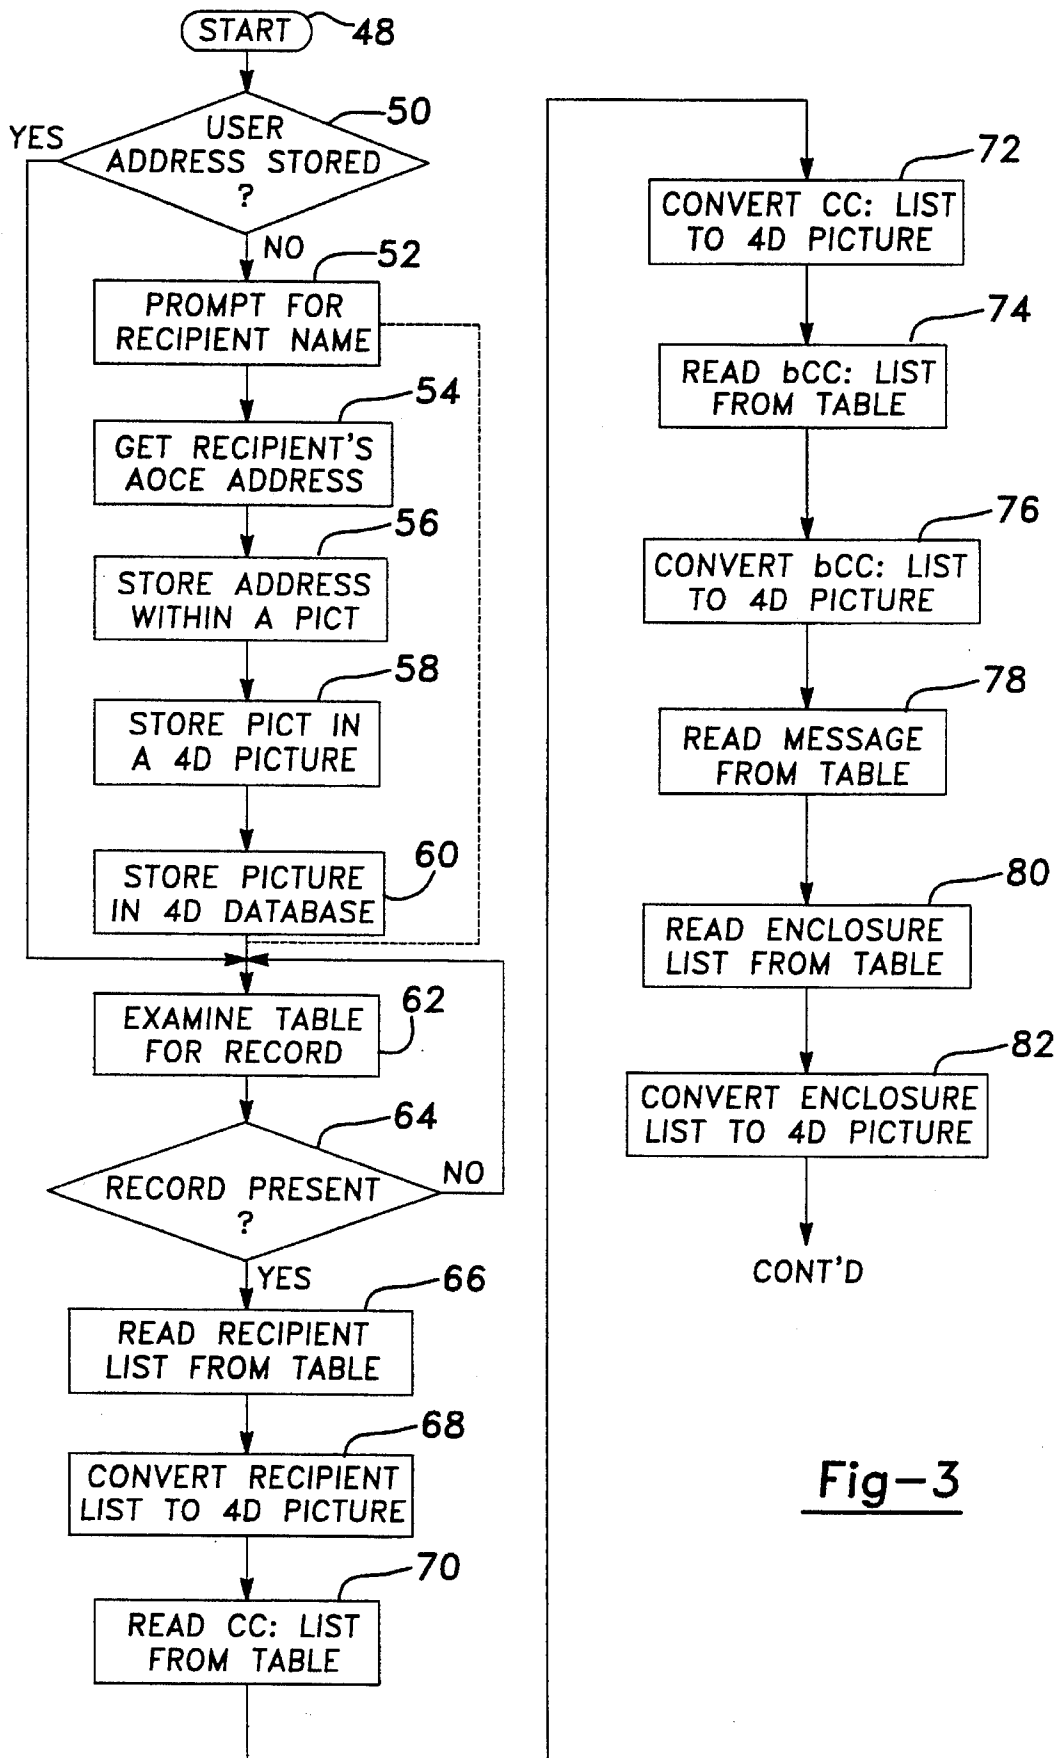 START
48
50
YES
USER
ADDRESS STORED
?
NO
52
PROMPT FOR
RECIPIENT NAME
54
GET RECIPIENT'S
AOCE ADDRESS
56
STORE ADDRESS
WITHIN A PICT
58
STORE PICT IN
A 4D PICTURE
60
STORE PICTURE
IN 4D DATABASE
62
EXAMINE TABLE
FOR RECORD
64
RECORD PRESENT
?
NO
YES
66
READ RECIPIENT
LIST FROM TABLE
68
CONVERT RECIPIENT
LIST TO 4D PICTURE
70
READ CC: LIST
FROM TABLE
72
CONVERT CC: LIST
TO 4D PICTURE
74
READ bCC: LIST
FROM TABLE
76
CONVERT bCC: LIST
TO 4D PICTURE
78
READ MESSAGE
FROM TABLE
80
READ ENCLOSURE
LIST FROM TABLE
82
CONVERT ENCLOSURE
LIST TO 4D PICTURE
CONT'D
Fig-3